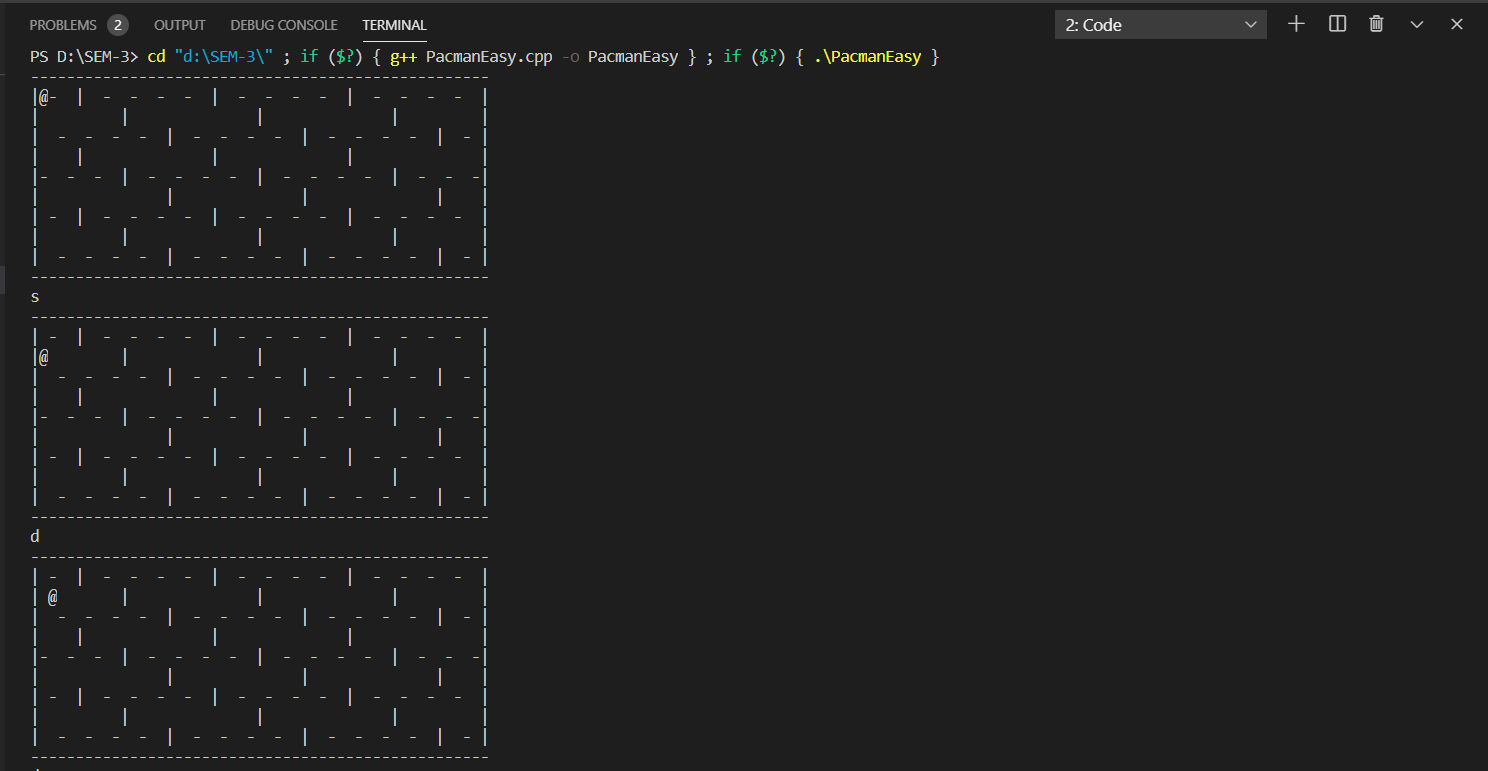 PROBLEMS 2 OUTPUT DEBUG CONSOLE TERMINAL 2: Code
PS D:\SEM-3> cd "d:\SEM-3\" ; if ($?) { g++ PacmanEasy.cpp -o PacmanEasy } ; if ($?) { .\PacmanEasy }
---------------------------------------------------
|@-  |  -  -  -  -  |  -  -  -  -  |  -  -  -  -  |
|         |              |              |         |
|  -  -  -  -  |  -  -  -  -  |  -  -  -  -  |  - |
|    |              |              |              |
|-  -  -  |  -  -  -  -  |  -  -  -  -  |  -  -  -|
|              |              |              |    |
| -  |  -  -  -  -  |  -  -  -  -  |  -  -  -  -  |
|         |              |              |         |
|  -  -  -  -  |  -  -  -  -  |  -  -  -  -  |  - |
---------------------------------------------------
s
---------------------------------------------------
| -  |  -  -  -  -  |  -  -  -  -  |  -  -  -  -  |
|@        |              |              |         |
|  -  -  -  -  |  -  -  -  -  |  -  -  -  -  |  - |
|    |              |              |              |
|-  -  -  |  -  -  -  -  |  -  -  -  -  |  -  -  -|
|              |              |              |    |
| -  |  -  -  -  -  |  -  -  -  -  |  -  -  -  -  |
|         |              |              |         |
|  -  -  -  -  |  -  -  -  -  |  -  -  -  -  |  - |
---------------------------------------------------
d
---------------------------------------------------
| -  |  -  -  -  -  |  -  -  -  -  |  -  -  -  -  |
| @       |              |              |         |
|  -  -  -  -  |  -  -  -  -  |  -  -  -  -  |  - |
|    |              |              |              |
|-  -  -  |  -  -  -  -  |  -  -  -  -  |  -  -  -|
|              |              |              |    |
| -  |  -  -  -  -  |  -  -  -  -  |  -  -  -  -  |
|         |              |              |         |
|  -  -  -  -  |  -  -  -  -  |  -  -  -  -  |  - |
---------------------------------------------------